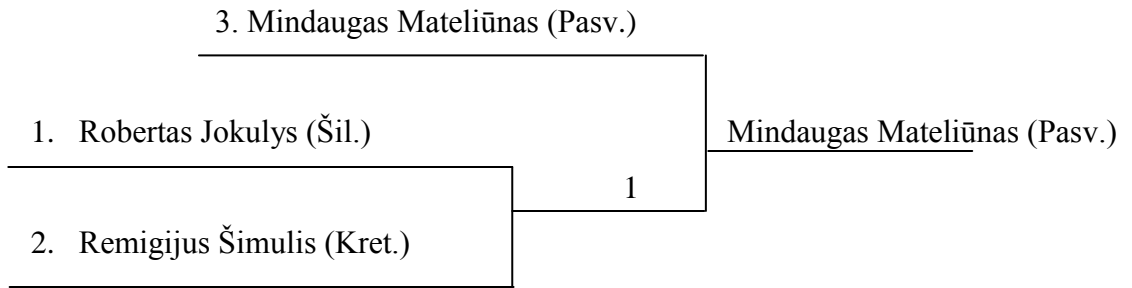 3. Mindaugas Mateliūnas (Pasv.)
1. Robertas Jokulys (Šil.)
Mindaugas Mateliūnas (Pasv.)
1
2. Remigijus Šimulis (Kret.)